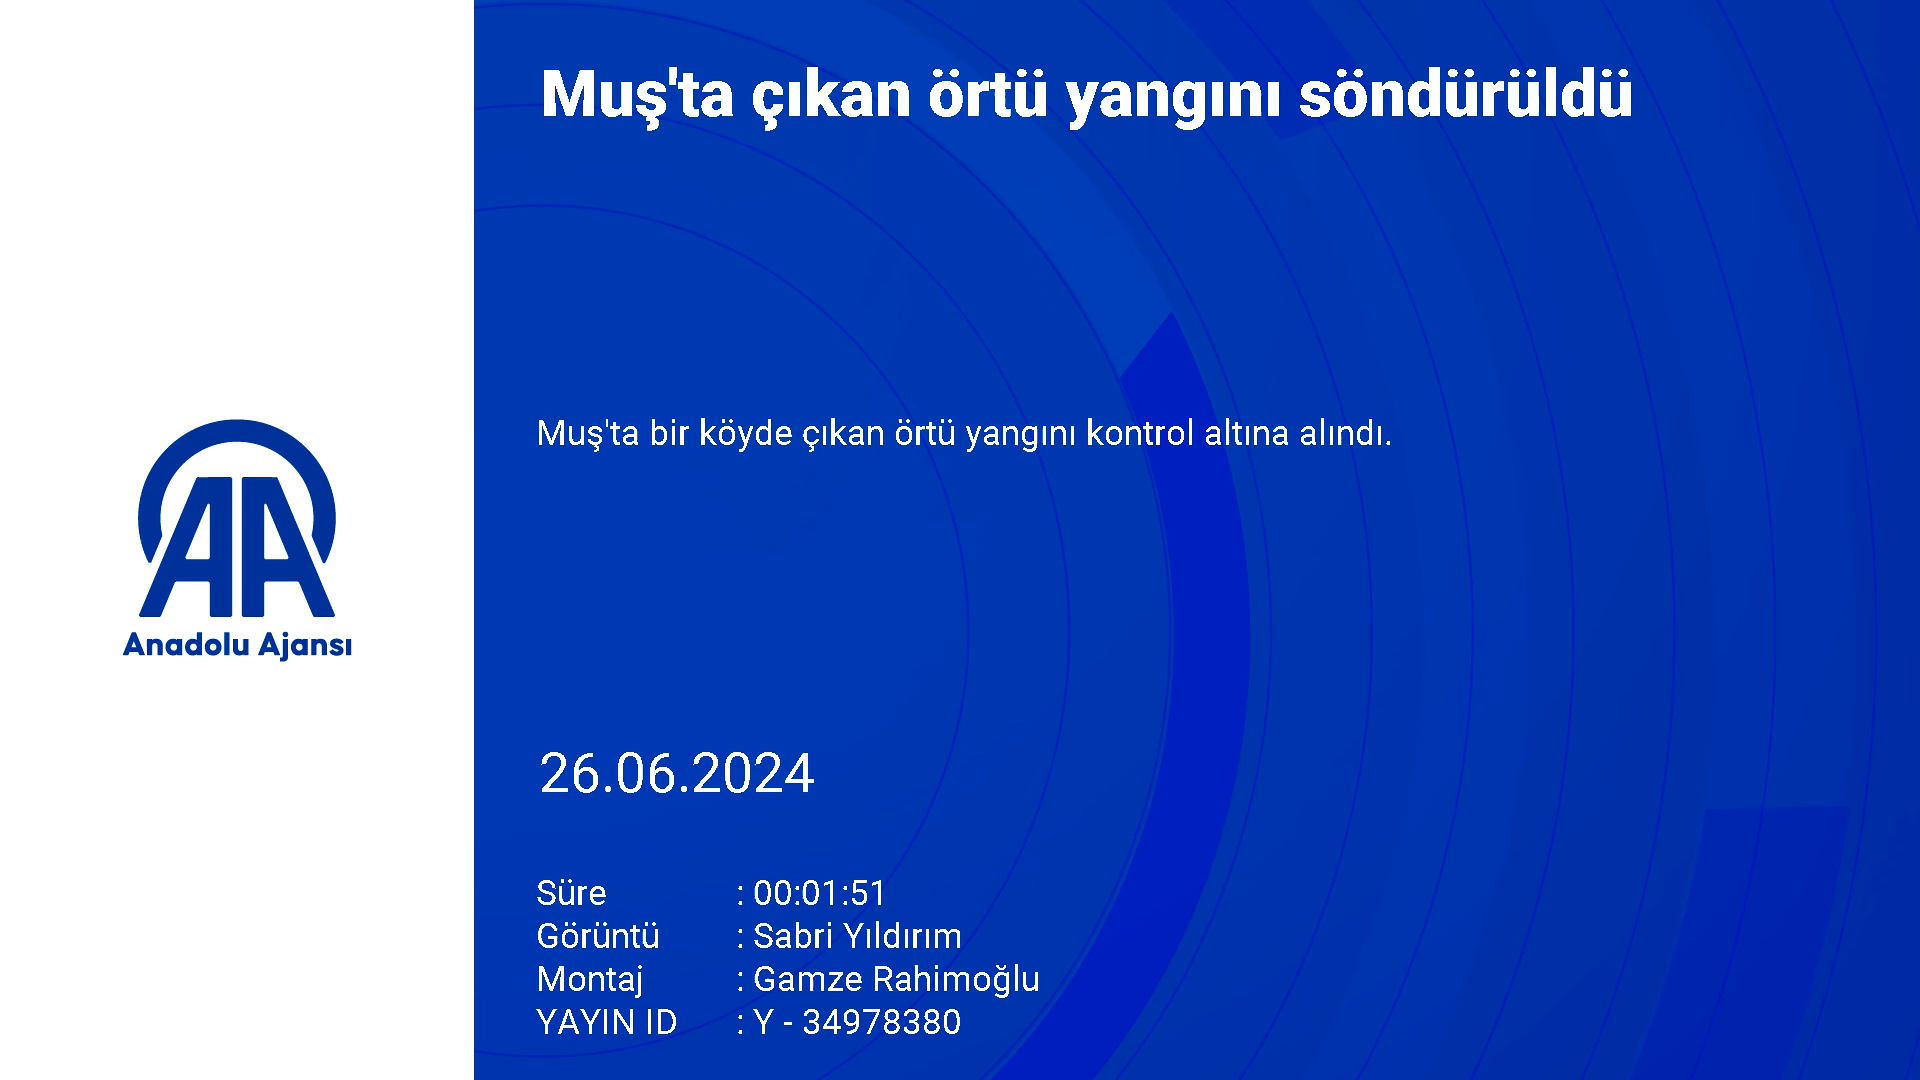 Muş'ta çıkan örtü yangını söndürüldü
Muş'ta bir köyde çıkan örtü yangını kontrol altına alındı.
AA
Anadolu Ajansı
26.06.2024
Süre : 00:01:51
Görüntü : Sabri Yıldırım
Montaj : Gamze Rahimoğlu
YAYIN ID : Y - 34978380